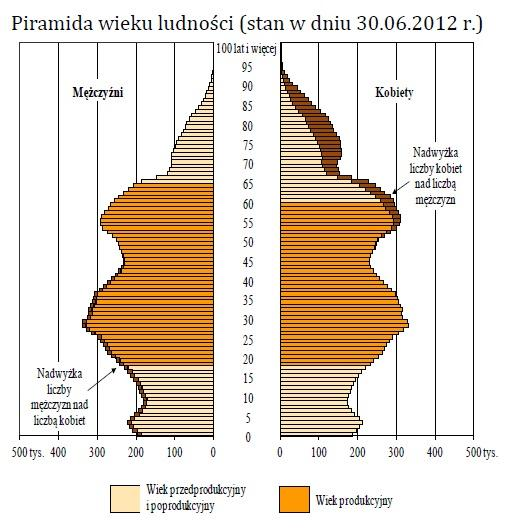 Piramida wieku ludności (stan w dniu 30.06.2012 r.)
100 lat i więcej
Mężczyźni
Kobiety
95
90
85
80
75
70
65
60
55
50
45
40
35
30
25
20
15
10
5
0
Nadwyżka
liczby kobiet
nad liczbą
mężczyzn
Nadwyżka
liczby
mężczyzn nad
liczbą kobiet
500 tys. 400 300 200 100 0
0 100 200 300 400 500 tys.
Wiek przedprodukcyjny
i poprodukcyjny
Wiek produkcyjny